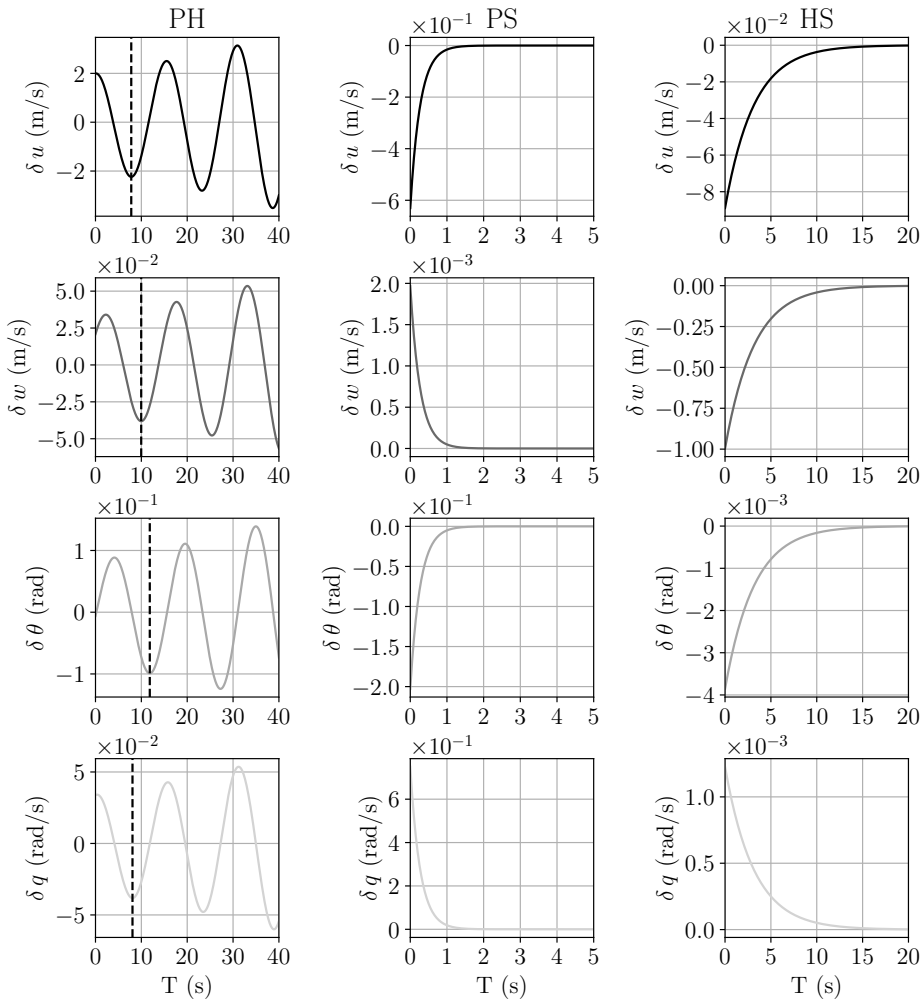 PH PS HS
×10⁻¹ ×10⁻²
δ u (m/s) 2 0 −2
0 10 20 30 40
δ u (m/s) 0 −2 −4 −6
0 1 2 3 4 5
δ u (m/s) 0 −2 −4 −6 −8
0 5 10 15 20
×10⁻² ×10⁻³
δ w (m/s) 5.0 2.5 0.0 −2.5 −5.0
0 10 20 30 40
δ w (m/s) 2.0 1.5 1.0 0.5 0.0
0 1 2 3 4 5
δ w (m/s) 0.00 −0.25 −0.50 −0.75 −1.00
0 5 10 15 20
×10⁻¹ ×10⁻¹ ×10⁻³
δ θ (rad) 1 0 −1
0 10 20 30 40
δ θ (rad) 0.0 −0.5 −1.0 −1.5 −2.0
0 1 2 3 4 5
δ θ (rad) 0 −1 −2 −3 −4
0 5 10 15 20
×10⁻² ×10⁻¹ ×10⁻³
δ q (rad/s) 5 0 −5
0 10 20 30 40
T (s)
δ q (rad/s) 6 4 2 0
0 1 2 3 4 5
T (s)
δ q (rad/s) 1.0 0.5 0.0
0 5 10 15 20
T (s)